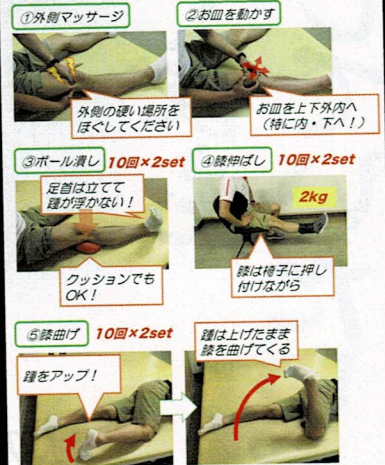 ①外側マッサージ
②お皿を動かす
外側の硬い場所を
ほぐしてください
お皿を上下外内へ
(特に内・下へ!)
③ボール潰し 10回×2set
④膝伸ばし 10回×2set
足首は立てて
踵が浮かない!
2kg
クッションでも
OK!
膝は椅子に押し
付けながら
⑤膝曲げ 10回×2set
踵は上げたまま
膝を曲げてくる
踵をアップ!